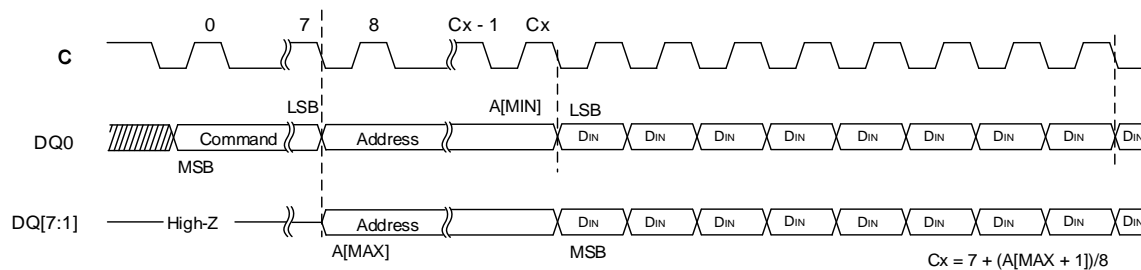 0 7 8 Cx - 1 Cx
C
LSB A[MIN] LSB
DQ0 Command Address DIN DIN DIN DIN DIN DIN DIN DIN DIN
MSB
DQ[7:1] High-Z Address DIN DIN DIN DIN DIN DIN DIN DIN DIN
A[MAX] MSB
Cx = 7 + (A[MAX + 1])/8